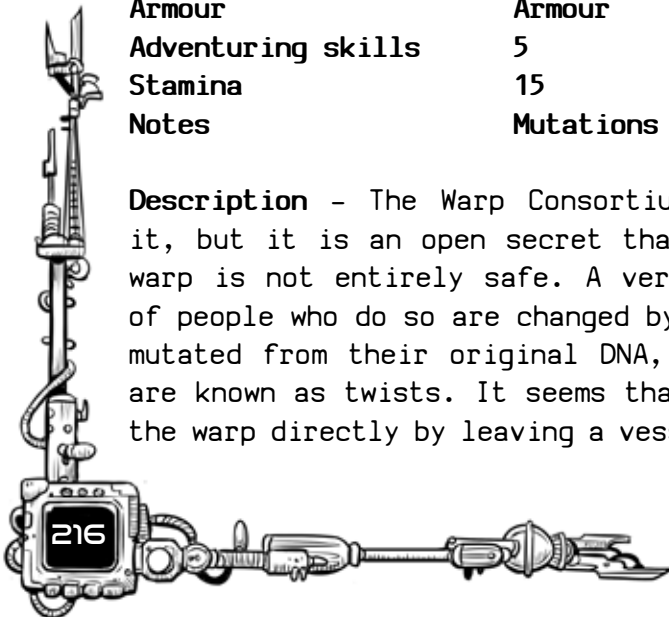 Armour Armour
Adventuring skills 5
Stamina 15
Notes Mutations
Description – The Warp Consortiu
it, but it is an open secret tha
warp is not entirely safe. A ver
of people who do so are changed by
mutated from their original DNA,
are known as twists. It seems tha
the warp directly by leaving a ves
216